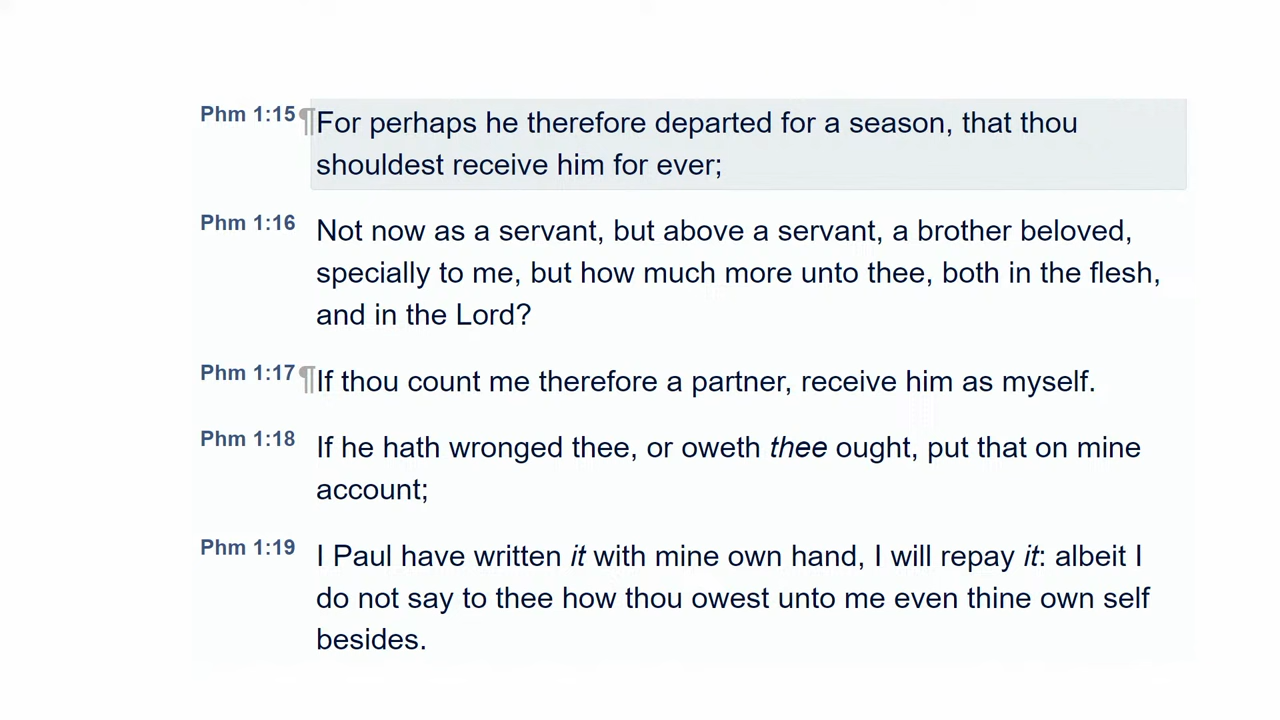 Phm 1:15 ¶For perhaps he therefore departed for a season, that thou
shouldest receive him for ever;
Phm 1:16 Not now as a servant, but above a servant, a brother beloved,
specially to me, but how much more unto thee, both in the flesh,
and in the Lord?
Phm 1:17 ¶If thou count me therefore a partner, receive him as myself.
Phm 1:18 If he hath wronged thee, or oweth thee ought, put that on mine
account;
Phm 1:19 I Paul have written it with mine own hand, I will repay it: albeit I
do not say to thee how thou owest unto me even thine own self
besides.